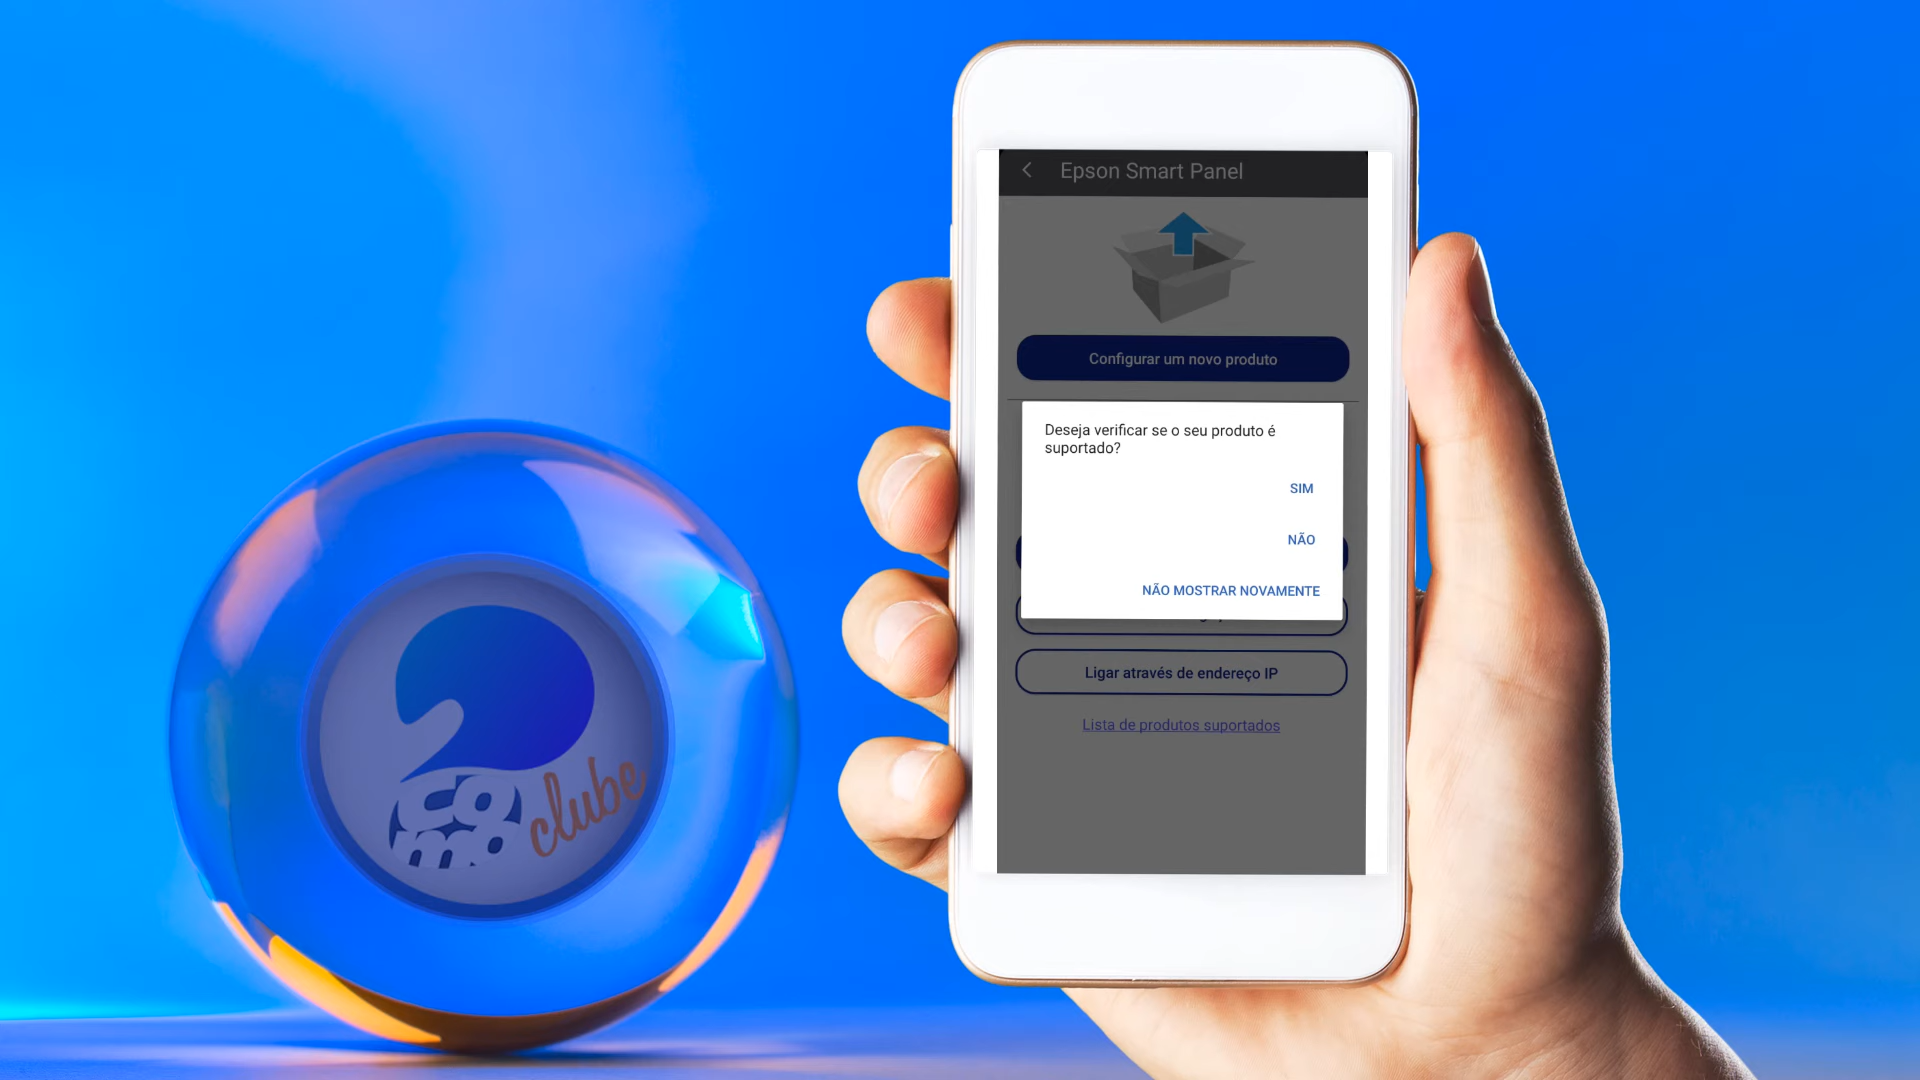 Epson Smart Panel
Configurar um novo produto
Deseja verificar se o seu produto é
suportado?
SIM
NÃO
NÃO MOSTRAR NOVAMENTE
Ligar através de endereço IP
Lista de produtos suportados
como
clube